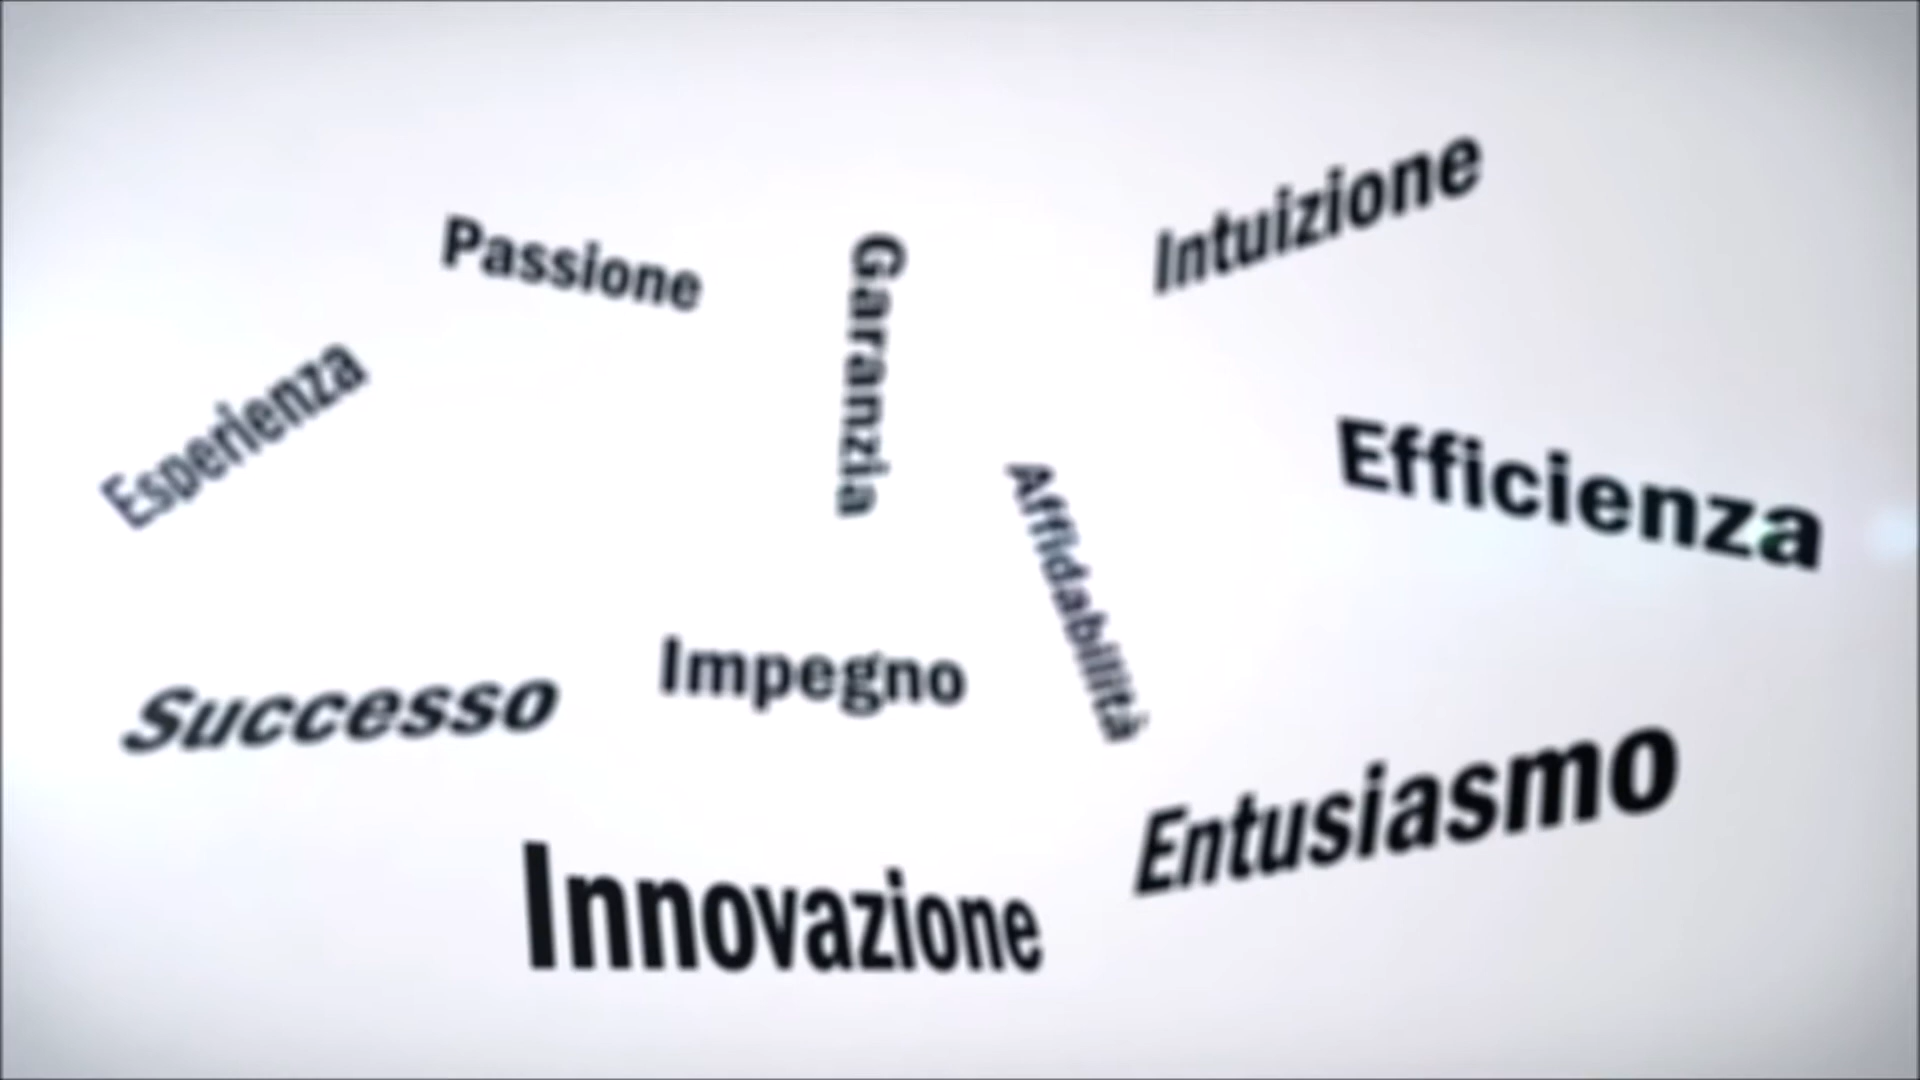 Intuizione
Passione
Garanzia
Esperienza
Efficienza
Affidabilità
Impegno
Successo
Entusiasmo
Innovazione